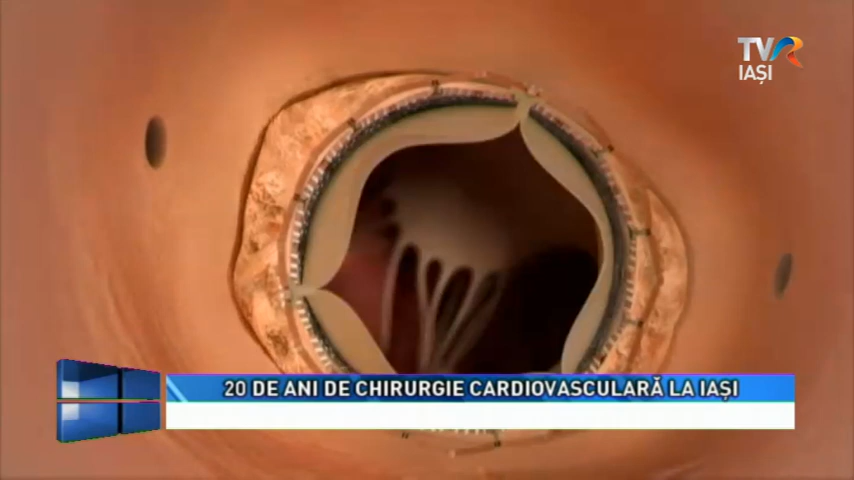 TVR
IAȘI
20 DE ANI DE CHIRURGIE CARDIOVASCULARĂ LA IAȘI